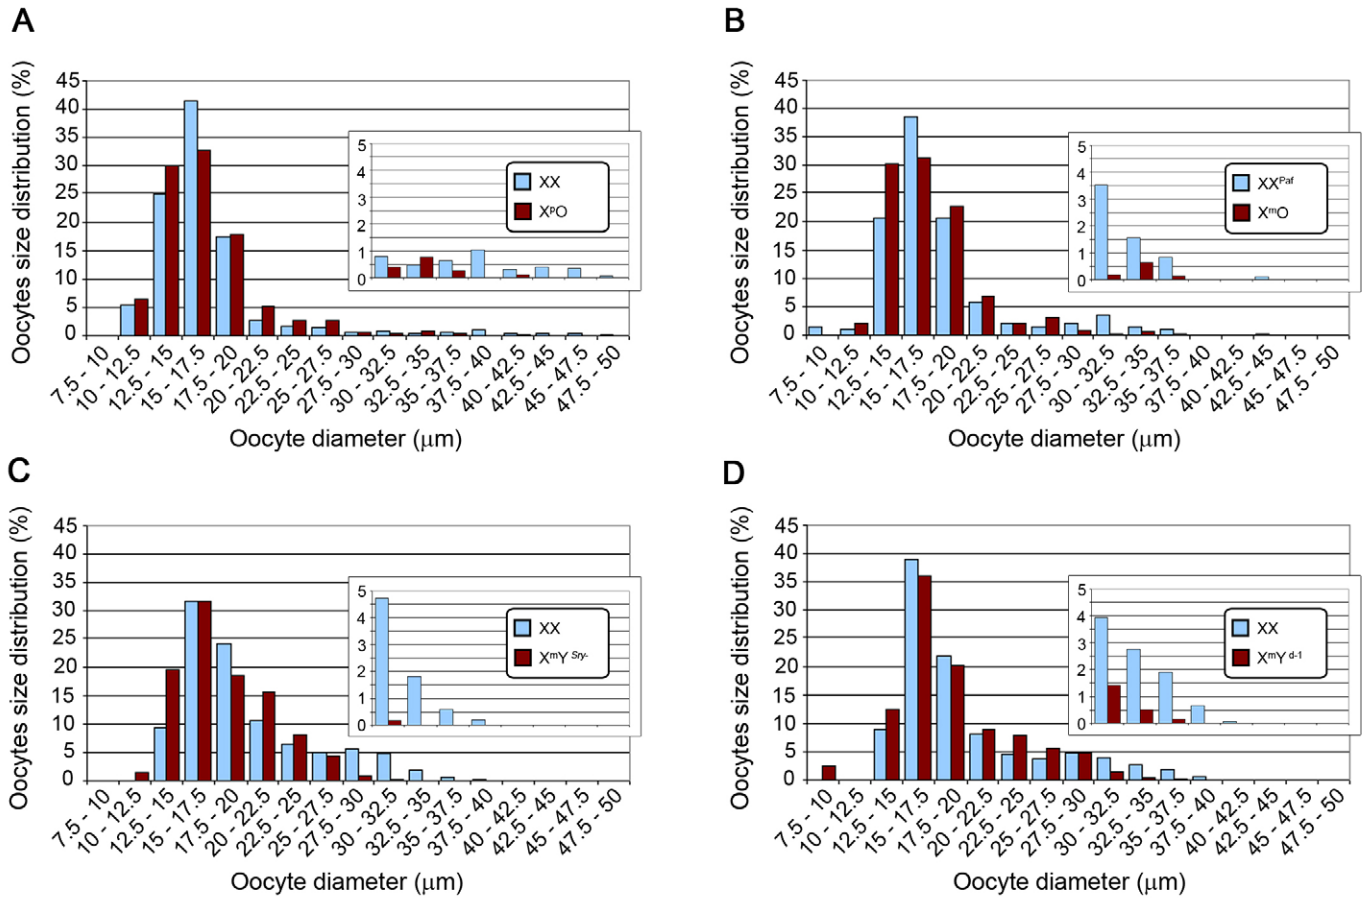 A
Oocytes size distribution (%)
45
40
35
30
25
20
15
10
5
0
5
4
3
2
1
0
XX
XᵖO
7.5 - 10
10 - 12.5
12.5 - 15
15 - 17.5
17.5 - 20
20 - 22.5
22.5 - 25
25 - 27.5
27.5 - 30
30 - 32.5
32.5 - 35
35 - 37.5
37.5 - 40
40 - 42.5
42.5 - 45
45 - 47.5
47.5 - 50
Oocyte diameter (µm)
B
Oocytes size distribution (%)
45
40
35
30
25
20
15
10
5
0
5
4
3
2
1
0
XXᴾᵃᶠ
XᵐO
7.5 - 10
10 - 12.5
12.5 - 15
15 - 17.5
17.5 - 20
20 - 22.5
22.5 - 25
25 - 27.5
27.5 - 30
30 - 32.5
32.5 - 35
35 - 37.5
37.5 - 40
40 - 42.5
42.5 - 45
45 - 47.5
47.5 - 50
Oocyte diameter (µm)
C
Oocytes size distribution (%)
45
40
35
30
25
20
15
10
5
0
5
4
3
2
1
0
XX
XᵐY ˢʳʸ⁻
7.5 - 10
10 - 12.5
12.5 - 15
15 - 17.5
17.5 - 20
20 - 22.5
22.5 - 25
25 - 27.5
27.5 - 30
30 - 32.5
32.5 - 35
35 - 37.5
37.5 - 40
40 - 42.5
42.5 - 45
45 - 47.5
47.5 - 50
Oocyte diameter (µm)
D
Oocytes size distribution (%)
45
40
35
30
25
20
15
10
5
0
5
4
3
2
1
0
XX
XᵐY ᵈ⁻¹
7.5 - 10
10 - 12.5
12.5 - 15
15 - 17.5
17.5 - 20
20 - 22.5
22.5 - 25
25 - 27.5
27.5 - 30
30 - 32.5
32.5 - 35
35 - 37.5
37.5 - 40
40 - 42.5
42.5 - 45
45 - 47.5
47.5 - 50
Oocyte diameter (µm)